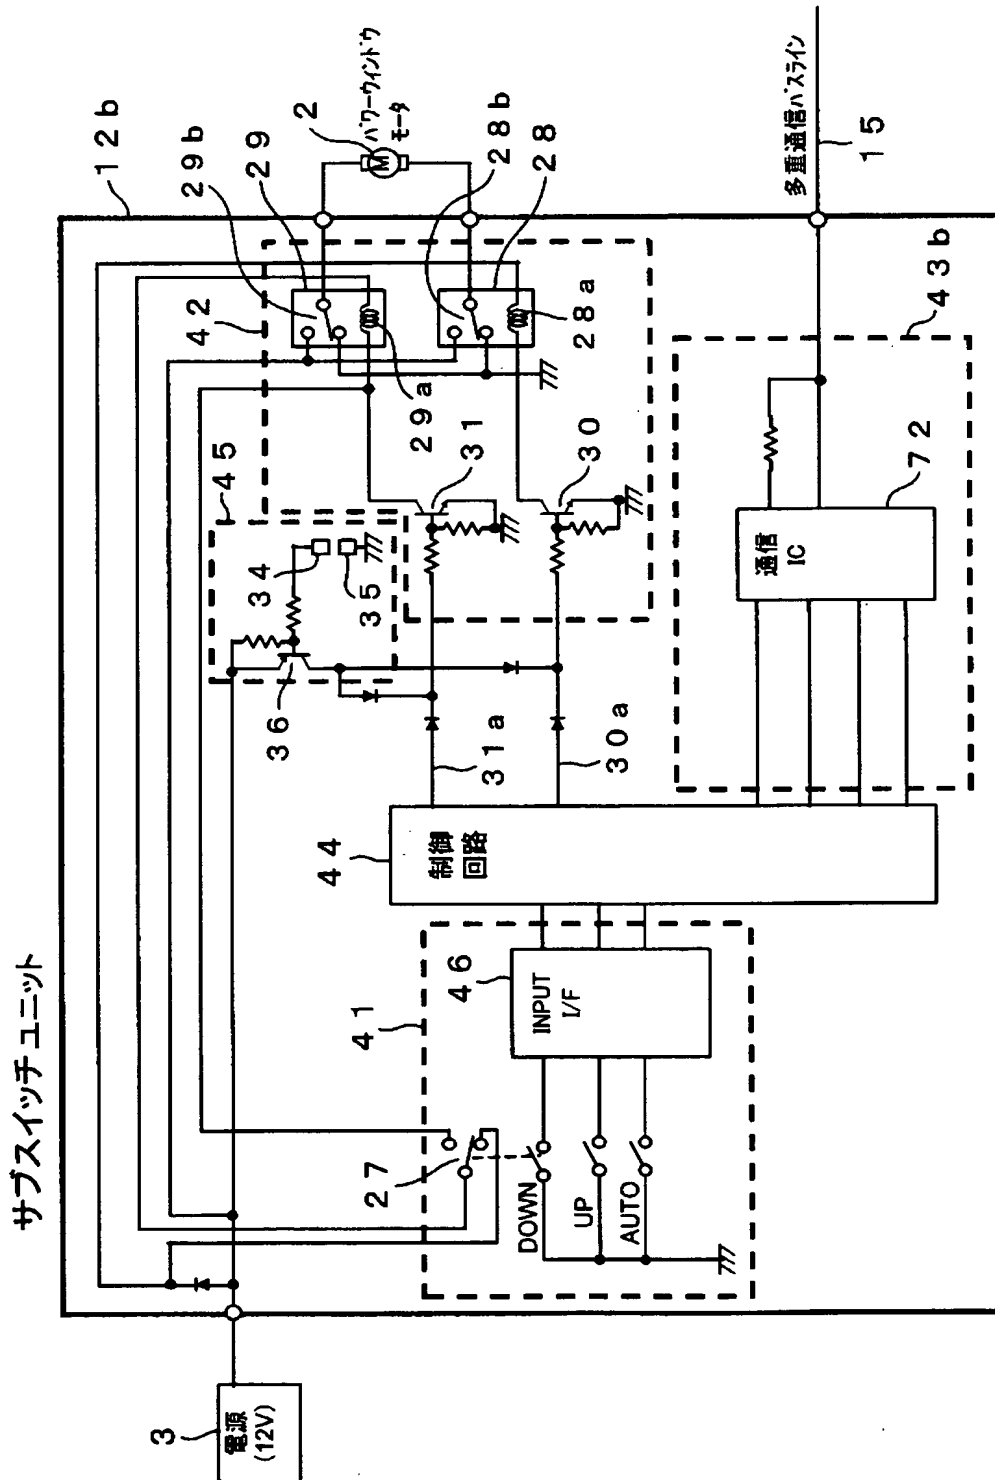 サブスイッチユニット
12b
3
電源
(12V)
27
41
DOWN
UP
AUTO
INPUT
I/F
46
44
制御
回路
31a
30a
36
45
34
35
42
29b
29
29a
31
30
28b
28
28a
2
M
パワーウィンドウ
モータ
通信
IC
72
43b
多重通信バスライン
15